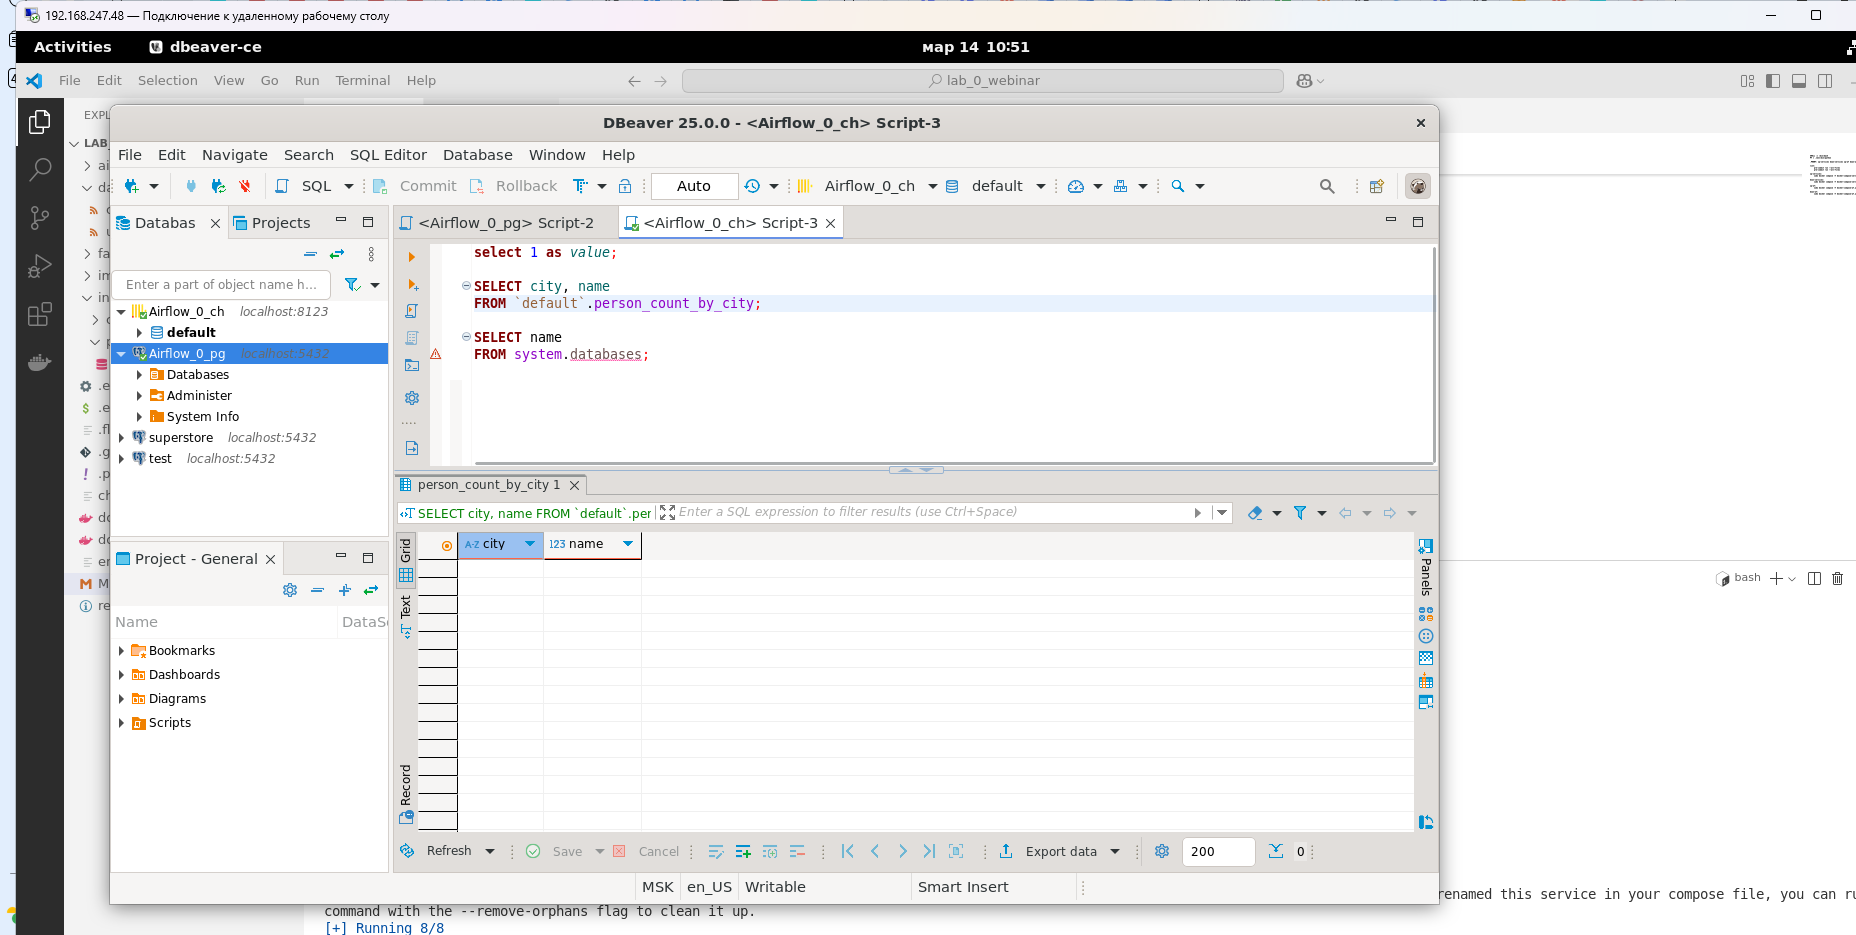 192.168.247.48 — Подключение к удаленному рабочему столу
Activities dbeaver-ce мар 14 10:51
File Edit Selection View Go Run Terminal Help lab_0_webinar
DBeaver 25.0.0 - <Airflow_0_ch> Script-3
File Edit Navigate Search SQL Editor Database Window Help
SQL Commit Rollback Auto Airflow_0_ch default
Databas Projects
Enter a part of object name h...
Airflow_0_ch localhost:8123
default
Airflow_0_pg localhost:5432
Databases
Administer
System Info
superstore localhost:5432
test localhost:5432
Project - General
Name DataSo
Bookmarks
Dashboards
Diagrams
Scripts
<Airflow_0_pg> Script-2 <Airflow_0_ch> Script-3
select 1 as value;
SELECT city, name
FROM `default`.person_count_by_city;
SELECT name
FROM system.databases;
person_count_by_city 1
SELECT city, name FROM `default`.per Enter a SQL expression to filter results (use Ctrl+Space)
Grid
Text
Record
A-Z city 123 name
Panels
Refresh Save Cancel Export data 200 0
MSK en_US Writable Smart Insert
bash
renamed this service in your compose file, you can ru
command with the --remove-orphans flag to clean it up.
[+] Running 8/8